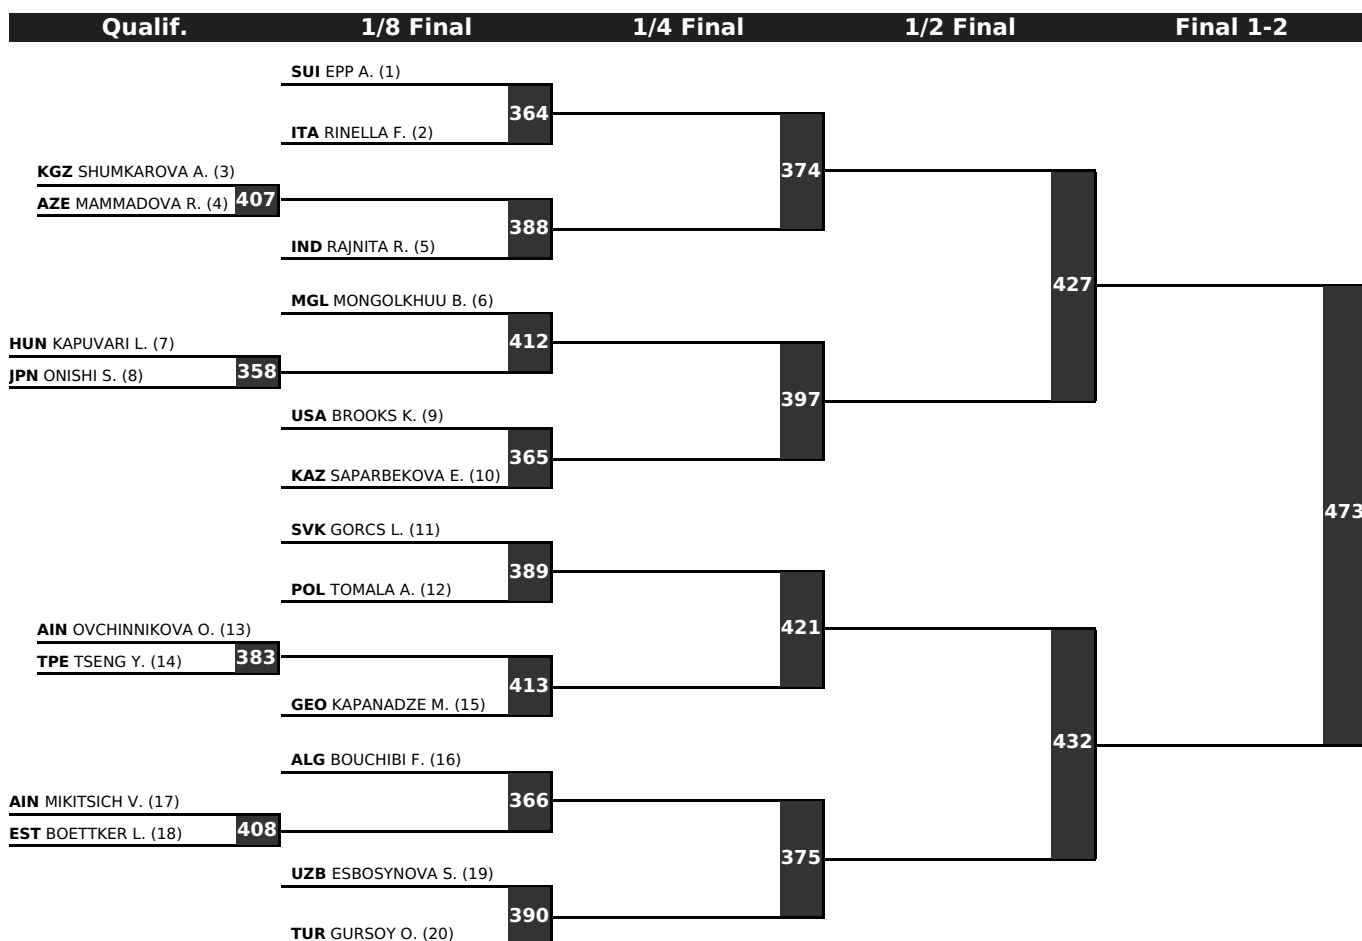 Qualif. 1/8 Final 1/4 Final 1/2 Final Final 1-2
SUI EPP A. (1)
364
ITA RINELLA F. (2)
KGZ SHUMKAROVA A. (3)
374
AZE MAMMADOVA R. (4) 407
388
IND RAJNITA R. (5)
427
MGL MONGOLKHUU B. (6)
412
HUN KAPUVARI L. (7)
JPN ONISHI S. (8) 358
397
USA BROOKS K. (9)
365
KAZ SAPARBEKOVA E. (10)
473
SVK GORCS L. (11)
389
POL TOMALA A. (12)
AIN OVCHINNIKOVA O. (13)
421
TPE TSENG Y. (14) 383
413
GEO KAPANADZE M. (15)
432
ALG BOUCHIBI F. (16)
366
AIN MIKITSICH V. (17)
EST BOETTKER L. (18) 408
375
UZB ESBOSYNOVA S. (19)
390
TUR GURSOY O. (20)